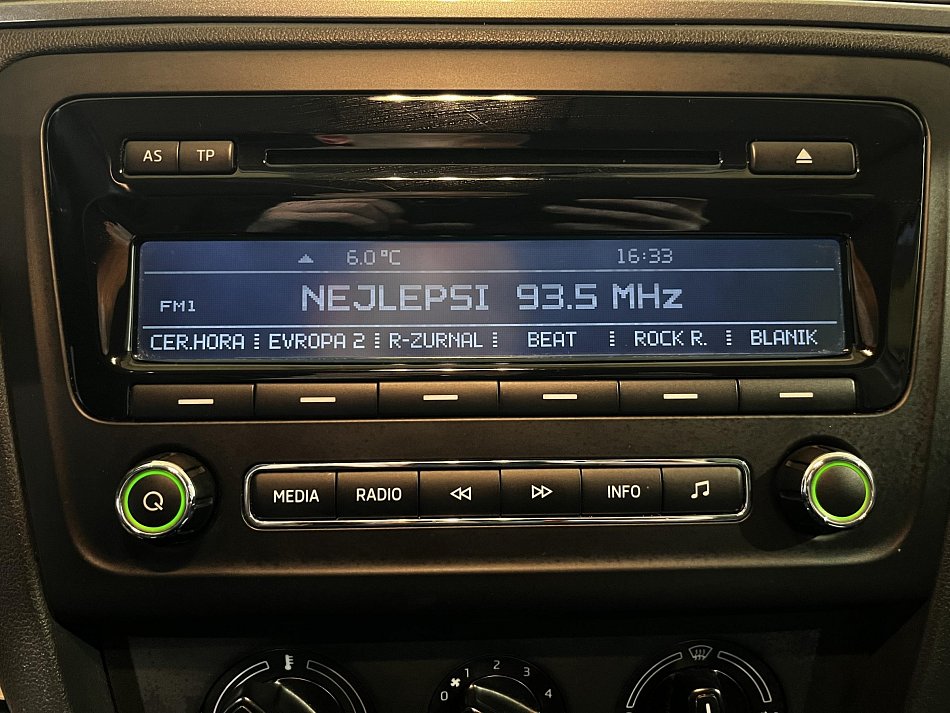 AS TP
6.0°C 16:33
FM1 NEJLEPSI 93.5 MHz
CER.HORA EVROPA 2 R-ZURNAL BEAT ROCK R. BLANIK
MEDIA RADIO INFO
0 1 2 3 4